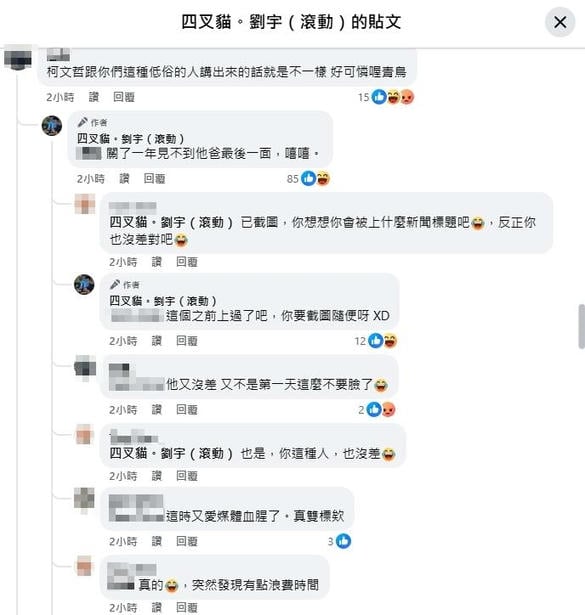 四叉貓。劉宇（滾動）的貼文
柯文哲跟你們這種低俗的人講出來的話就是不一樣 好可憐喔青鳥
2小時 讚 回覆 15
作者
四叉貓。劉宇（滾動）
關了一年見不到他爸最後一面，嘻嘻。
2小時 讚 回覆 85
四叉貓。劉宇（滾動） 已截圖，你想想你會被上什麼新聞標題吧😂，反正你
也沒差對吧😂
2小時 讚 回覆
作者
四叉貓。劉宇（滾動）
這個之前上過了吧，你要截圖隨便呀 XD
2小時 讚 回覆 12
他又沒差 又不是第一天這麼不要臉了😂
2小時 讚 回覆 2
四叉貓。劉宇（滾動） 也是，你這種人，也沒差😂
2小時 讚 回覆
這時又愛媒體血腥了。真雙標欸
2小時 讚 回覆 3
真的😂，突然發現有點浪費時間
2小時 讚 回覆